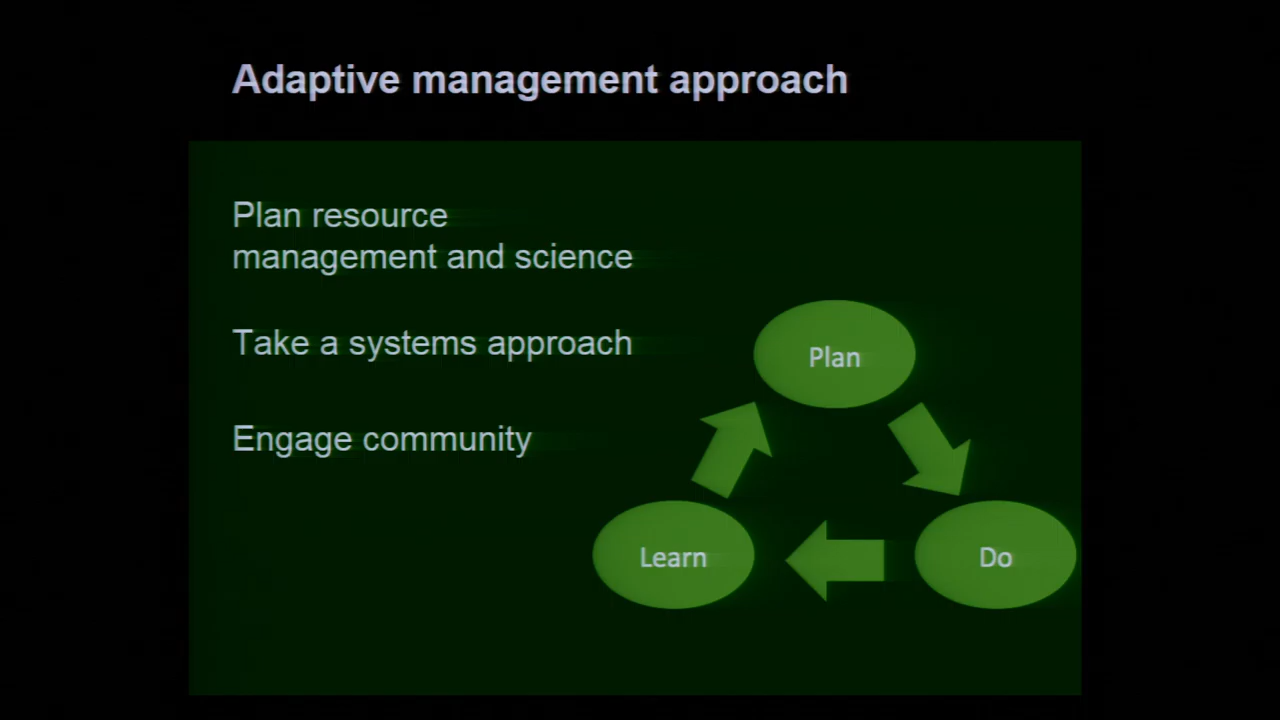 Adaptive management approach
Plan resource
management and science
Take a systems approach
Engage community
Plan
Learn
Do